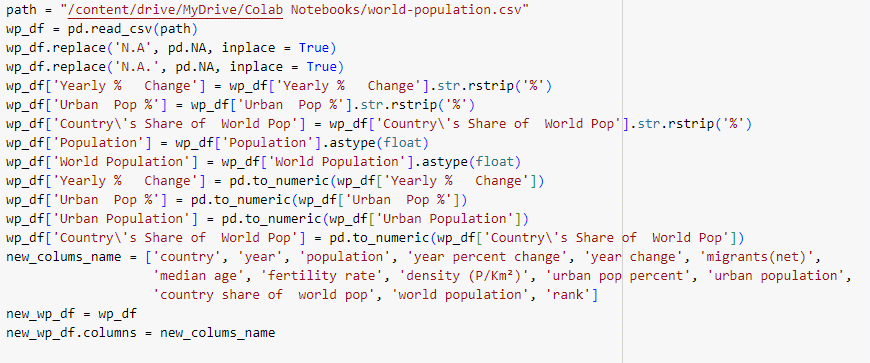 path = "/content/drive/MyDrive/Colab Notebooks/world-population.csv"
wp_df = pd.read_csv(path)
wp_df.replace('N.A', pd.NA, inplace = True)
wp_df.replace('N.A.', pd.NA, inplace = True)
wp_df['Yearly %   Change'] = wp_df['Yearly %   Change'].str.rstrip('%')
wp_df['Urban  Pop %'] = wp_df['Urban  Pop %'].str.rstrip('%')
wp_df['Country\'s Share of  World Pop'] = wp_df['Country\'s Share of  World Pop'].str.rstrip('%')
wp_df['Population'] = wp_df['Population'].astype(float)
wp_df['World Population'] = wp_df['World Population'].astype(float)
wp_df['Yearly %   Change'] = pd.to_numeric(wp_df['Yearly %   Change'])
wp_df['Urban  Pop %'] = pd.to_numeric(wp_df['Urban  Pop %'])
wp_df['Urban Population'] = pd.to_numeric(wp_df['Urban Population'])
wp_df['Country\'s Share of  World Pop'] = pd.to_numeric(wp_df['Country\'s Share of  World Pop'])
new_colums_name = ['country', 'year', 'population', 'year percent change', 'year change', 'migrants(net)',
                   'median age', 'fertility rate', 'density (P/Km²)', 'urban pop percent', 'urban population',
                   'country share of  world pop', 'world population', 'rank']
new_wp_df = wp_df
new_wp_df.columns = new_colums_name